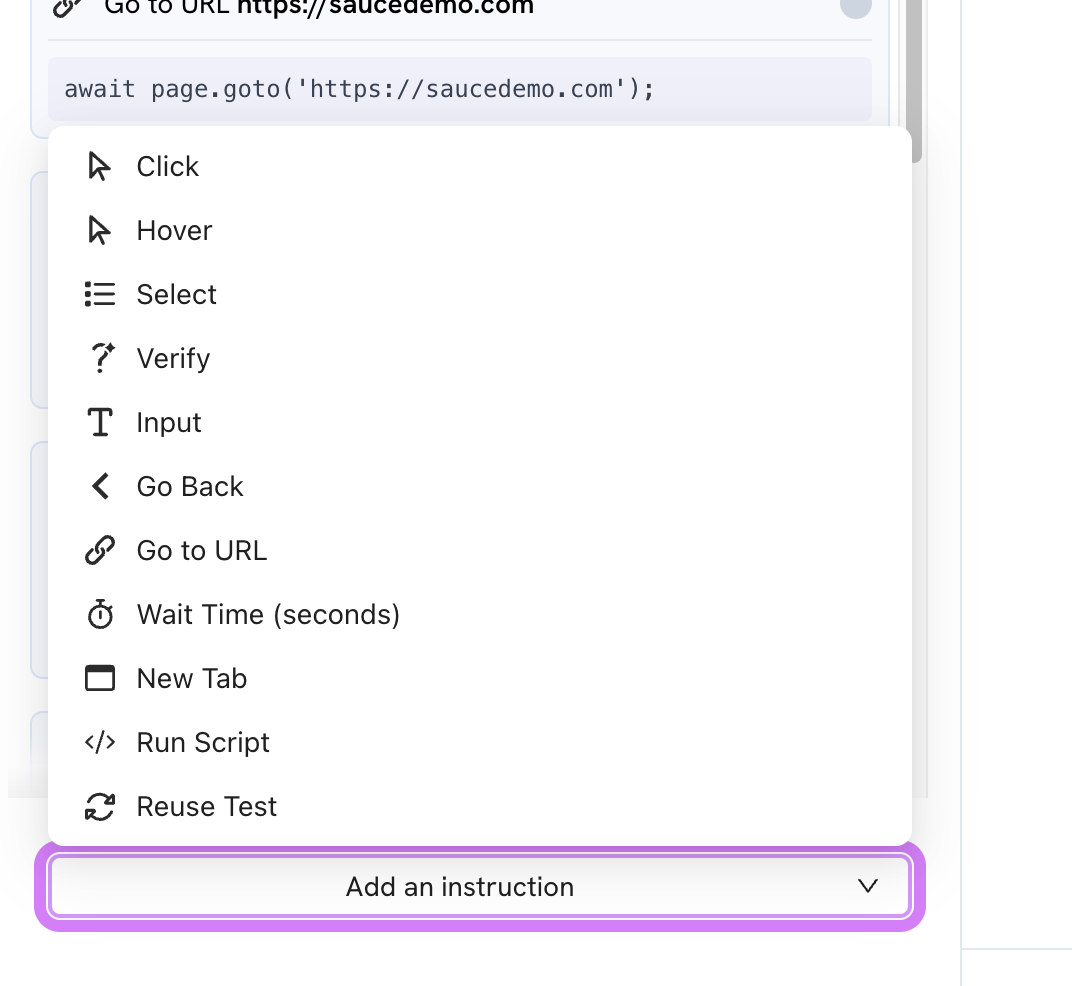 Go to URL https://saucedemo.com
await page.goto('https://saucedemo.com');
Click
Hover
Select
Verify
Input
Go Back
Go to URL
Wait Time (seconds)
New Tab
Run Script
Reuse Test
Add an instruction